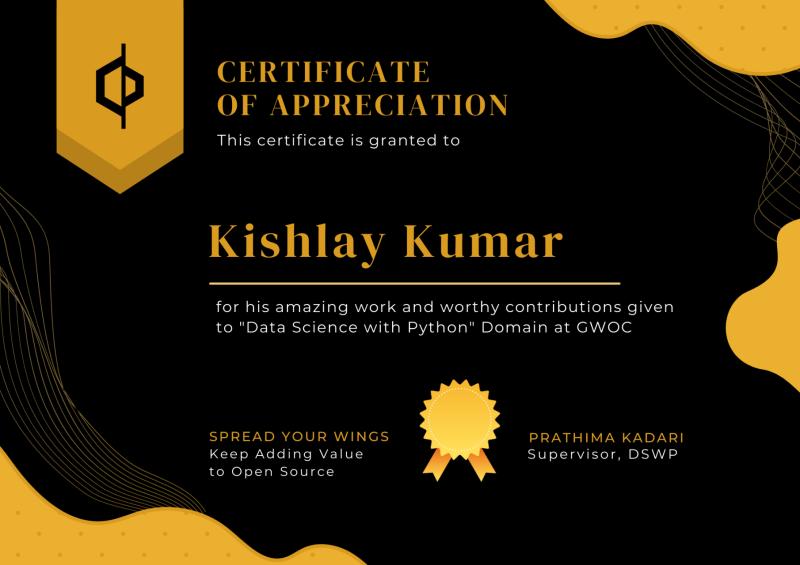 CERTIFICATE
OF APPRECIATION
This certificate is granted to
Kishlay Kumar
for his amazing work and worthy contributions given
to "Data Science with Python" Domain at GWOC
SPREAD YOUR WINGS
Keep Adding Value
to Open Source
PRATHIMA KADARI
Supervisor, DSWP